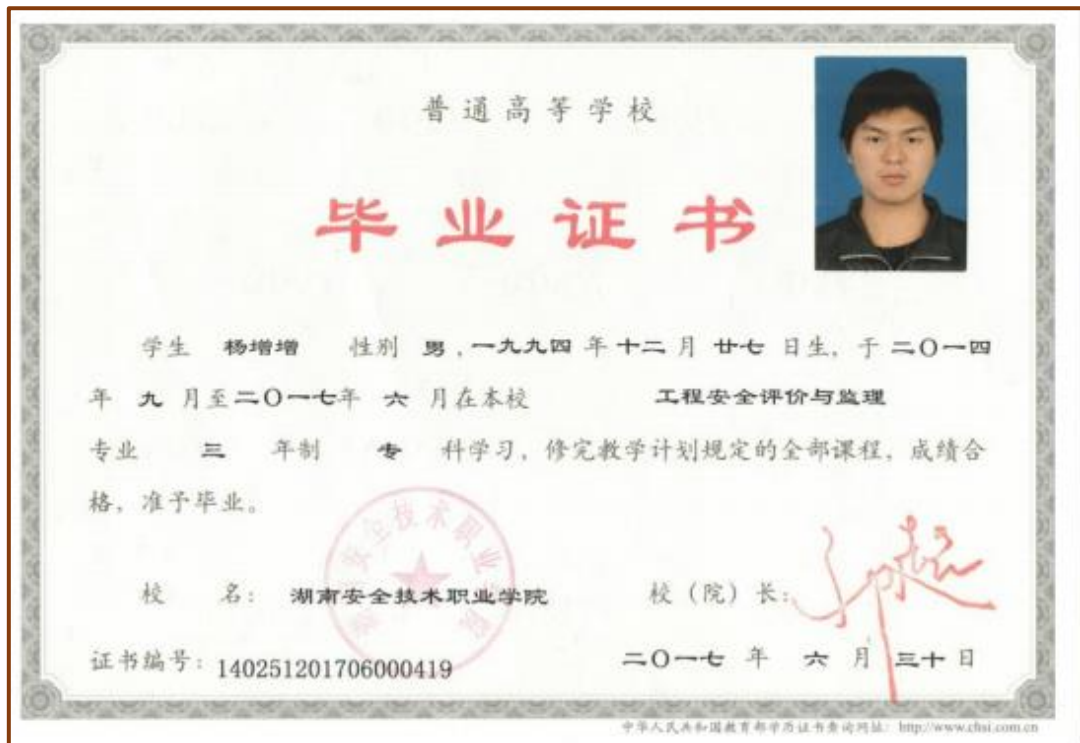 普通高等学校
毕业证书
学生 杨增增 性别 男,一九九四 年 十二 月 廿七 日生, 于 二〇一四
年 九 月至 二〇一七年 六 月在本校 工程安全评价与监理
专业 三 年制 专 科学习, 修完教学计划规定的全部课程, 成绩合
格, 准予毕业。
校 名: 湖南安全技术职业学院 校(院)长:
证书编号: 140251201706000419 二〇一七 年 六 月 三十 日
中华人民共和国教育部学历证书查询网址: http://www.chsi.com.cn